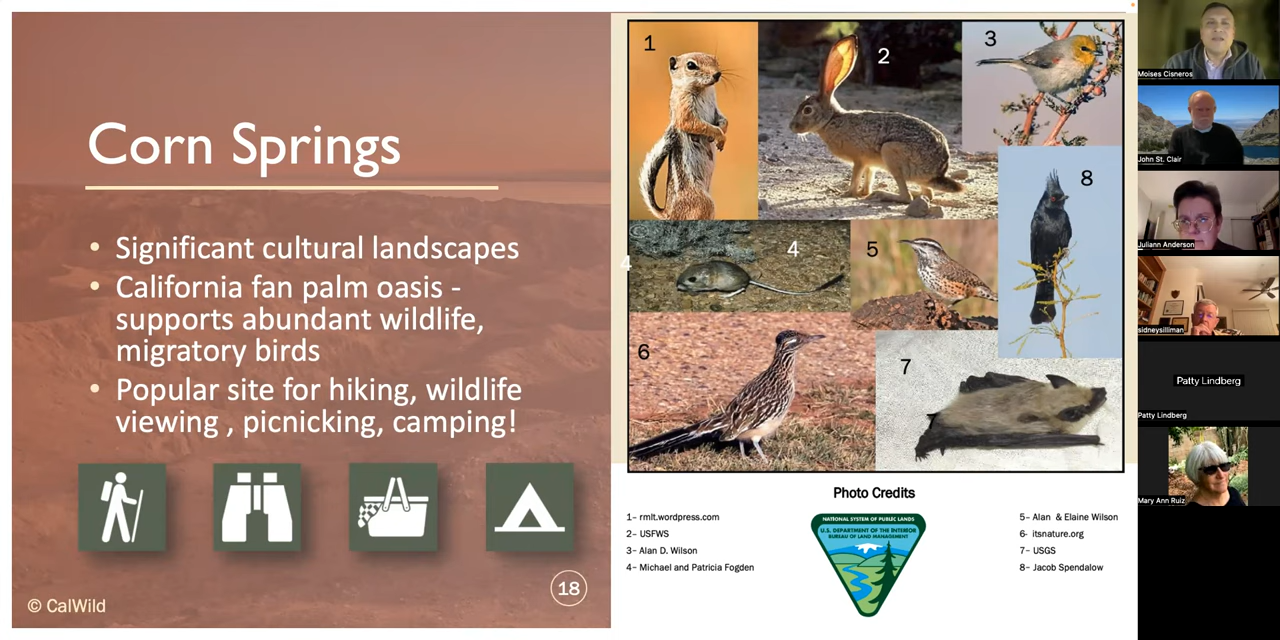 Corn Springs
• Significant cultural landscapes
• California fan palm oasis -
supports abundant wildlife,
migratory birds
• Popular site for hiking, wildlife
viewing , picnicking, camping!
© CalWild
18
1
2
3
8
4
4
5
6
7
Photo Credits
1– rmlt.wordpress.com
2– USFWS
3– Alan D. Wilson
4– Michael and Patricia Fogden
NATIONAL SYSTEM OF PUBLIC LANDS
U.S. DEPARTMENT OF THE INTERIOR
BUREAU OF LAND MANAGEMENT
5– Alan & Elaine Wilson
6- itsnature.org
7– USGS
8– Jacob Spendalow
Moises Cisneros
John St. Clair
Juliann Anderson
sidneysilliman
Patty Lindberg
Patty Lindberg
Mary Ann Ruiz